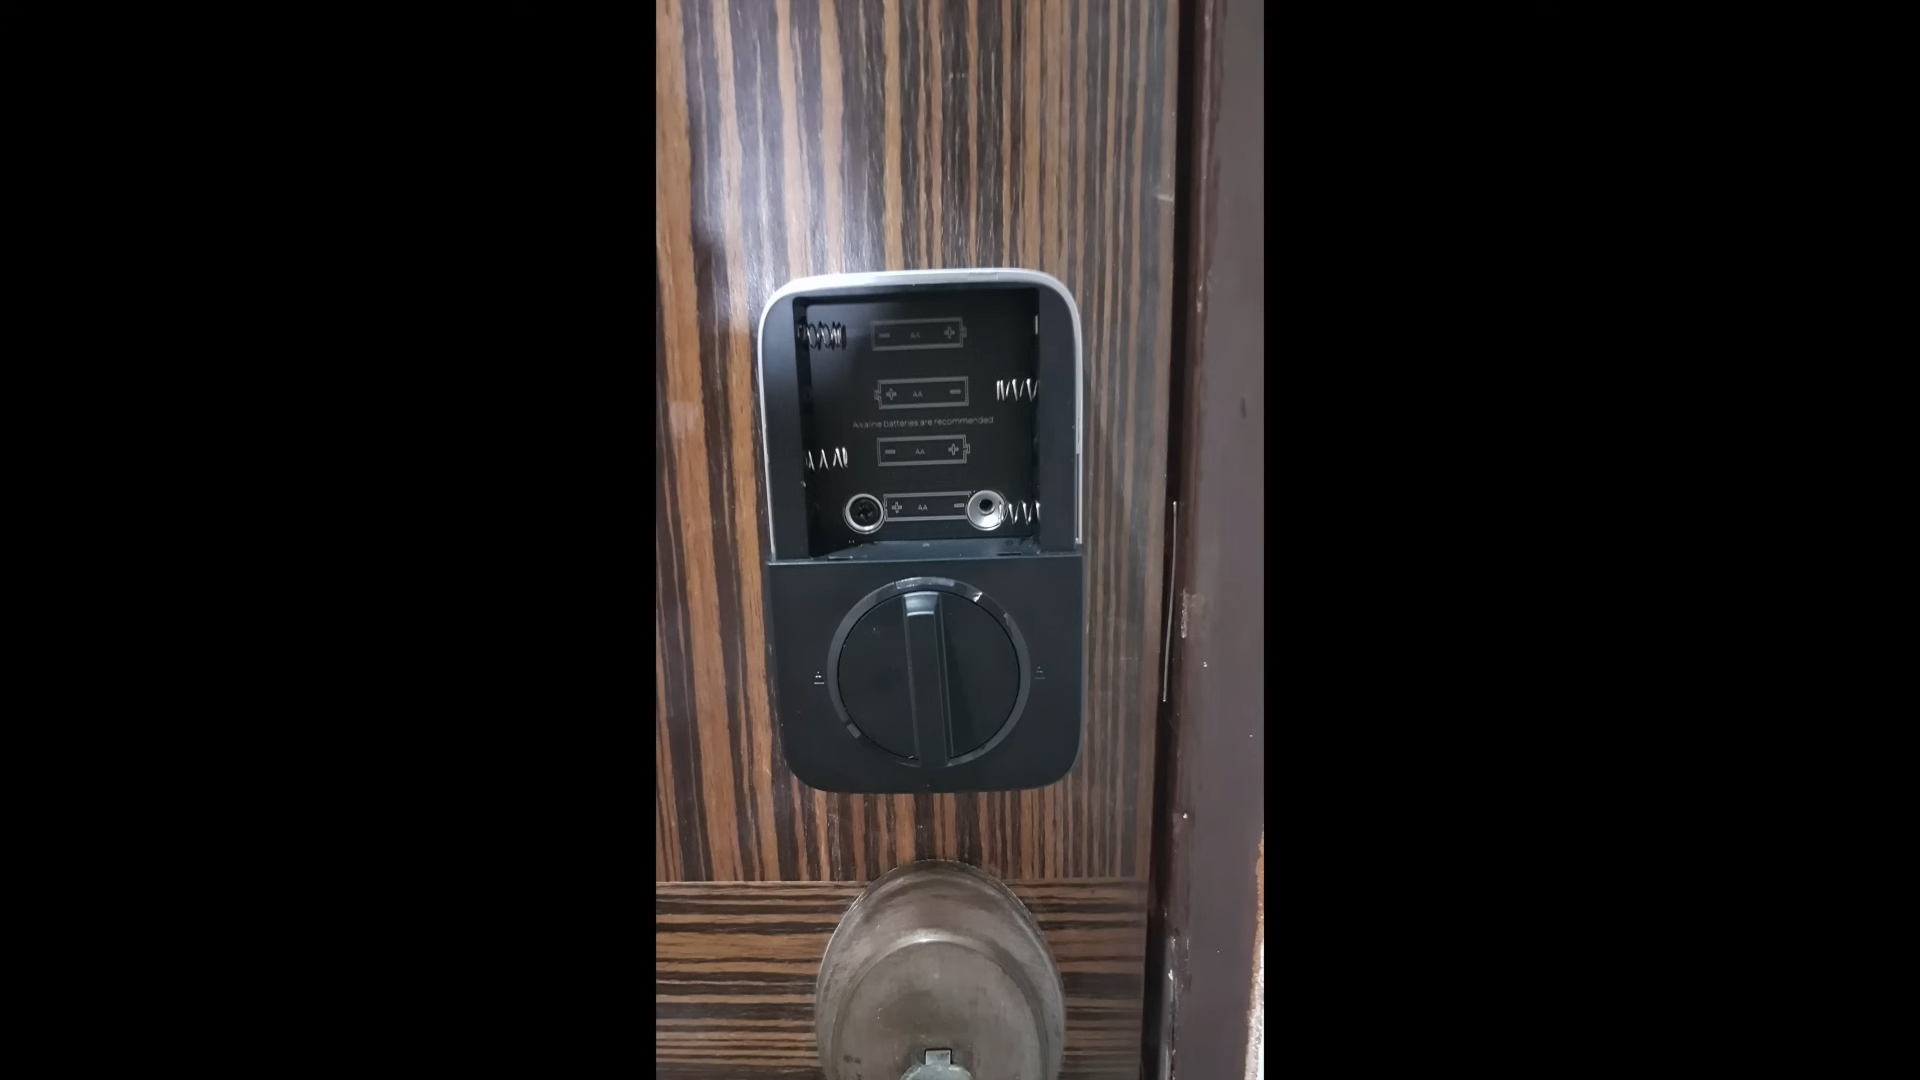 - AA +
+ AA -
Alkaline batteries are recommended
- AA +
+ AA -